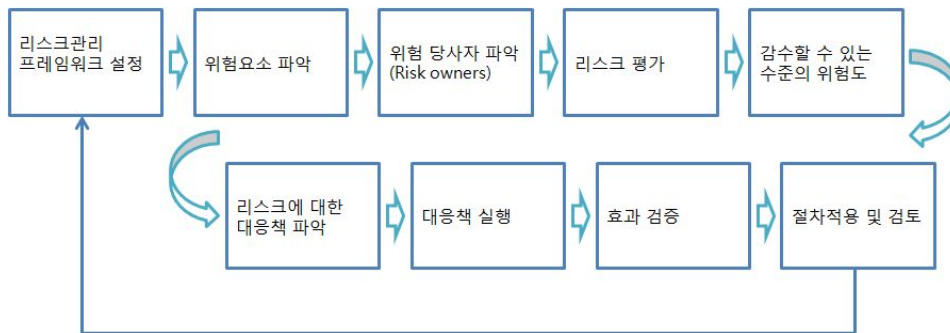 리스크관리
프레임워크 설정
위험요소 파악
위험 당사자 파악
(Risk owners)
리스크 평가
감수할 수 있는
수준의 위험도
리스크에 대한
대응책 파악
대응책 실행
효과 검증
절차적용 및 검토